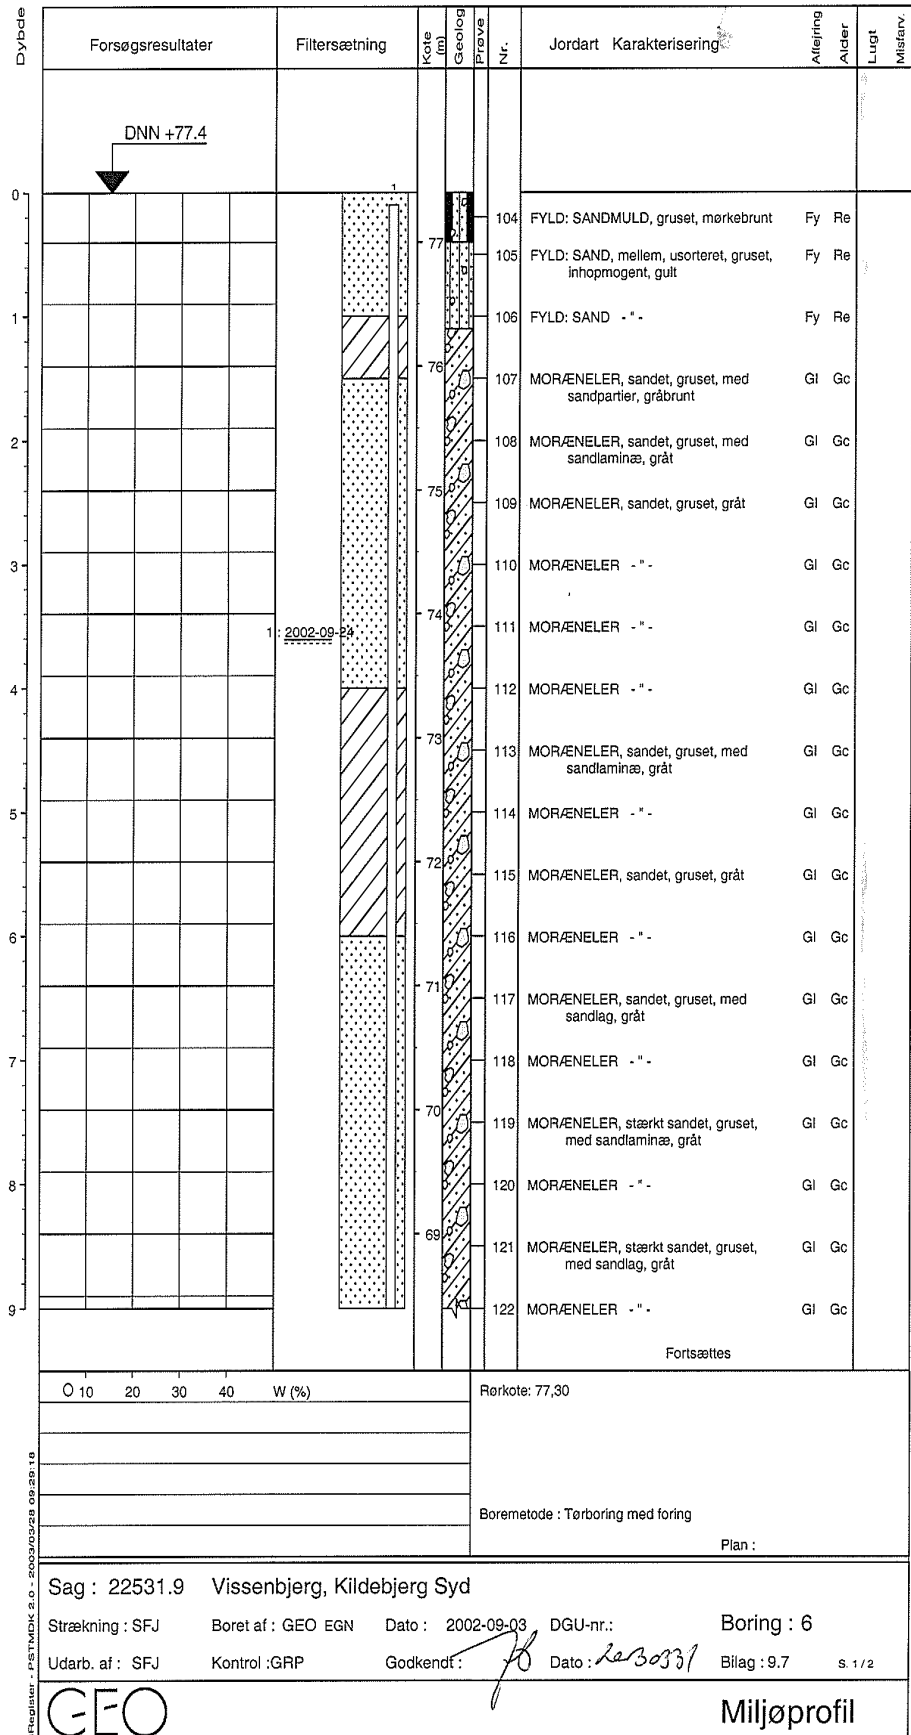 Dybde
Forsøgsresultater
Filtersætning
Kote (m)
Geolog
Prøve
Nr.
Jordart Karakterisering
Aflejring
Alder
Lugt
Misfarv.
DNN +77.4
0
1
104 FYLD: SANDMULD, gruset, mørkebrunt Fy Re
77
105 FYLD: SAND, mellem, usorteret, gruset, Fy Re
inhopmogent, gult
1
106 FYLD: SAND - " - Fy Re
76
107 MORÆNELER, sandet, gruset, med Gl Gc
sandpartier, gråbrunt
2
108 MORÆNELER, sandet, gruset, med Gl Gc
sandlaminæ, gråt
75
109 MORÆNELER, sandet, gruset, gråt Gl Gc
3
110 MORÆNELER - " - Gl Gc
74
1 : 2002-09-24
111 MORÆNELER - " - Gl Gc
4
112 MORÆNELER - " - Gl Gc
73
113 MORÆNELER, sandet, gruset, med Gl Gc
sandlaminæ, gråt
5
114 MORÆNELER - " - Gl Gc
72
115 MORÆNELER, sandet, gruset, gråt Gl Gc
6
116 MORÆNELER - " - Gl Gc
71
117 MORÆNELER, sandet, gruset, med Gl Gc
sandlag, gråt
7
118 MORÆNELER - " - Gl Gc
70
119 MORÆNELER, stærkt sandet, gruset, Gl Gc
med sandlaminæ, gråt
8
120 MORÆNELER - " - Gl Gc
69
121 MORÆNELER, stærkt sandet, gruset, Gl Gc
med sandlag, gråt
9
122 MORÆNELER - " - Gl Gc
Fortsættes
O 10 20 30 40 W (%)
Rørkote: 77,30
Boremetode : Tørboring med foring
Plan :
Register - PSTMDK 2.0 - 2003/03/28 09:29:18
Sag : 22531.9 Vissenbjerg, Kildebjerg Syd
Strækning : SFJ Boret af : GEO EGN Dato : 2002-09-03 DGU-nr.: Boring : 6
Udarb. af : SFJ Kontrol :GRP Godkendt : Dato : Bilag : 9.7 S. 1 / 2
GEO
Miljøprofil